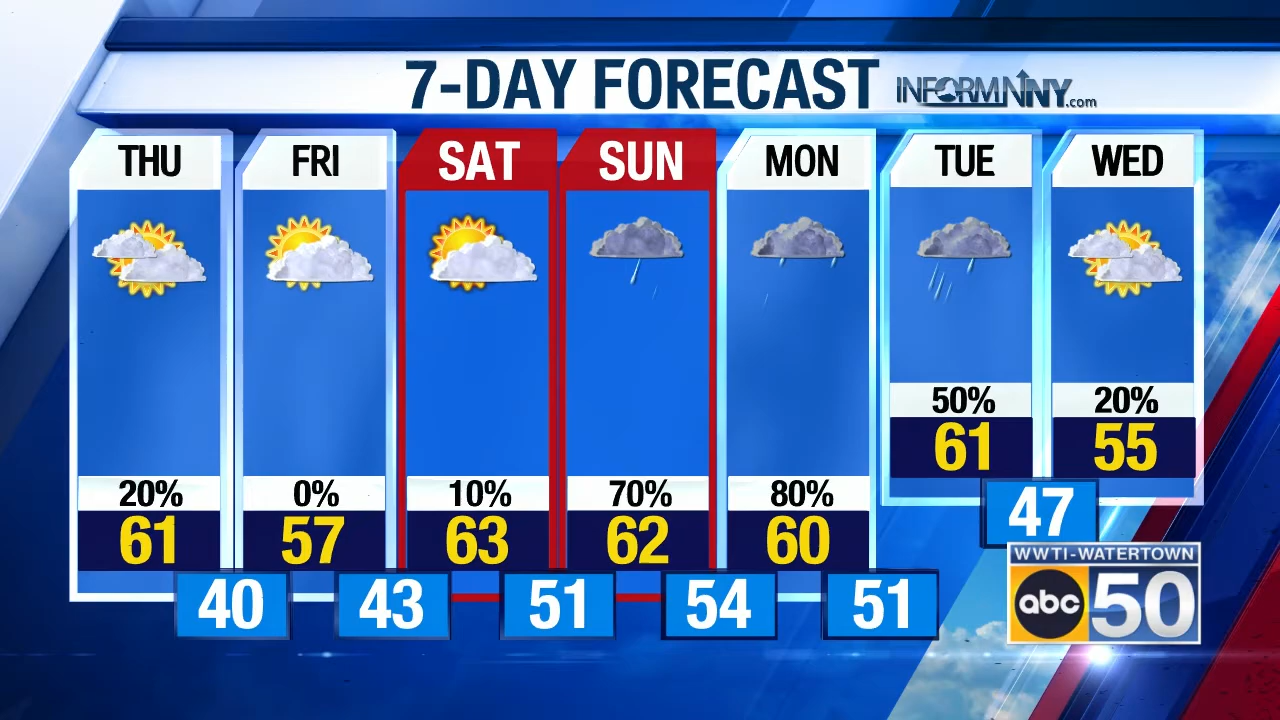 7-DAY FORECAST
INFORMNNY.com
THU FRI SAT SUN MON TUE WED
50% 20%
61 55
20% 0% 10% 70% 80%
61 57 63 62 60
47
40 43 51 54 51
WWTI-WATERTOWN
abc 50